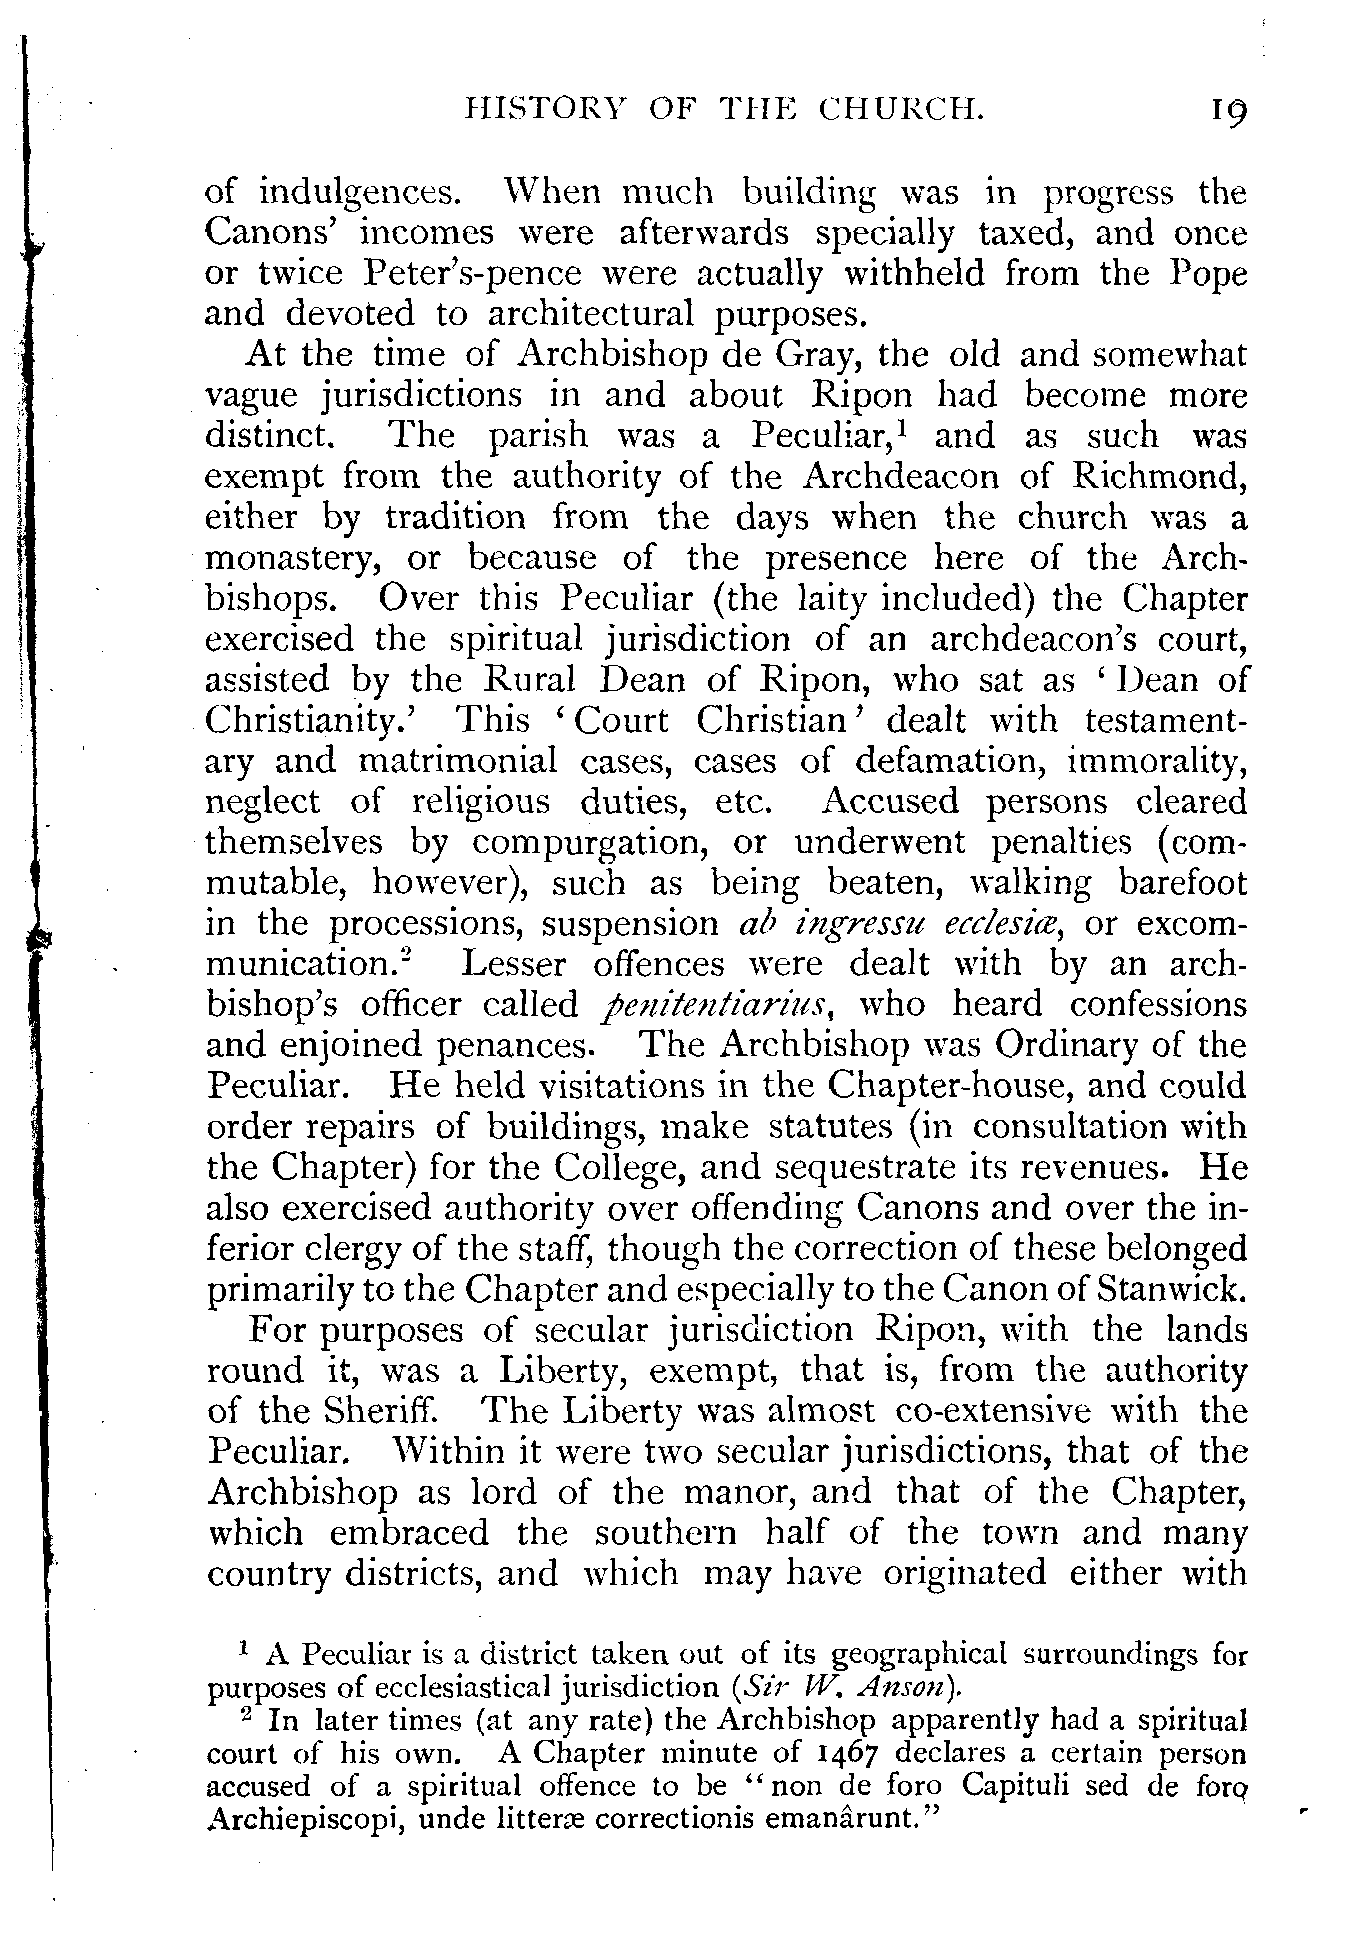 HISTORY OF THE CHURCH. 19
of indulgences. When much building was in progress the
Canons' incomes were afterwards specially taxed, and once
or twice Peter's-pence were actually withheld from the Pope
and devoted to architectural purposes.
At the time of Archbishop de Gray, the old and somewhat
vague jurisdictions in and about Ripon had become more
distinct. The parish was a Peculiar,¹ and as such was
exempt from the authority of the Archdeacon of Richmond,
either by tradition from the days when the church was a
monastery, or because of the presence here of the Arch-
bishops. Over this Peculiar (the laity included) the Chapter
exercised the spiritual jurisdiction of an archdeacon's court,
assisted by the Rural Dean of Ripon, who sat as ‘Dean of
Christianity.’ This ‘Court Christian’ dealt with testament-
ary and matrimonial cases, cases of defamation, immorality,
neglect of religious duties, etc. Accused persons cleared
themselves by compurgation, or underwent penalties (com-
mutable, however), such as being beaten, walking barefoot
in the processions, suspension ab ingressu ecclesiæ, or excom-
munication.² Lesser offences were dealt with by an arch-
bishop's officer called penitentiarius, who heard confessions
and enjoined penances. The Archbishop was Ordinary of the
Peculiar. He held visitations in the Chapter-house, and could
order repairs of buildings, make statutes (in consultation with
the Chapter) for the College, and sequestrate its revenues. He
also exercised authority over offending Canons and over the in-
ferior clergy of the staff, though the correction of these belonged
primarily to the Chapter and especially to the Canon of Stanwick.
For purposes of secular jurisdiction Ripon, with the lands
round it, was a Liberty, exempt, that is, from the authority
of the Sheriff. The Liberty was almost co-extensive with the
Peculiar. Within it were two secular jurisdictions, that of the
Archbishop as lord of the manor, and that of the Chapter,
which embraced the southern half of the town and many
country districts, and which may have originated either with
¹ A Peculiar is a district taken out of its geographical surroundings for
purposes of ecclesiastical jurisdiction (Sir W. Anson).
² In later times (at any rate) the Archbishop apparently had a spiritual
court of his own. A Chapter minute of 1467 declares a certain person
accused of a spiritual offence to be “non de foro Capituli sed de foro
Archiepiscopi, unde litteræ correctionis emanârunt.”